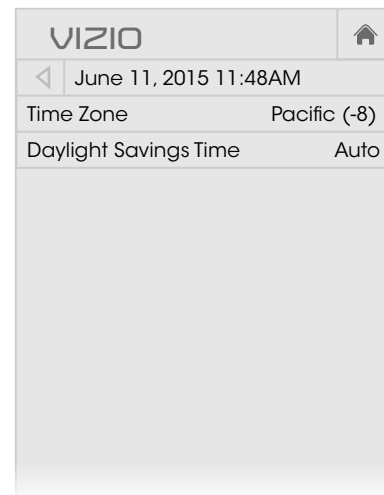 VIZIO
June 11, 2015 11:48AM
Time Zone Pacific (-8)
Daylight Savings Time Auto